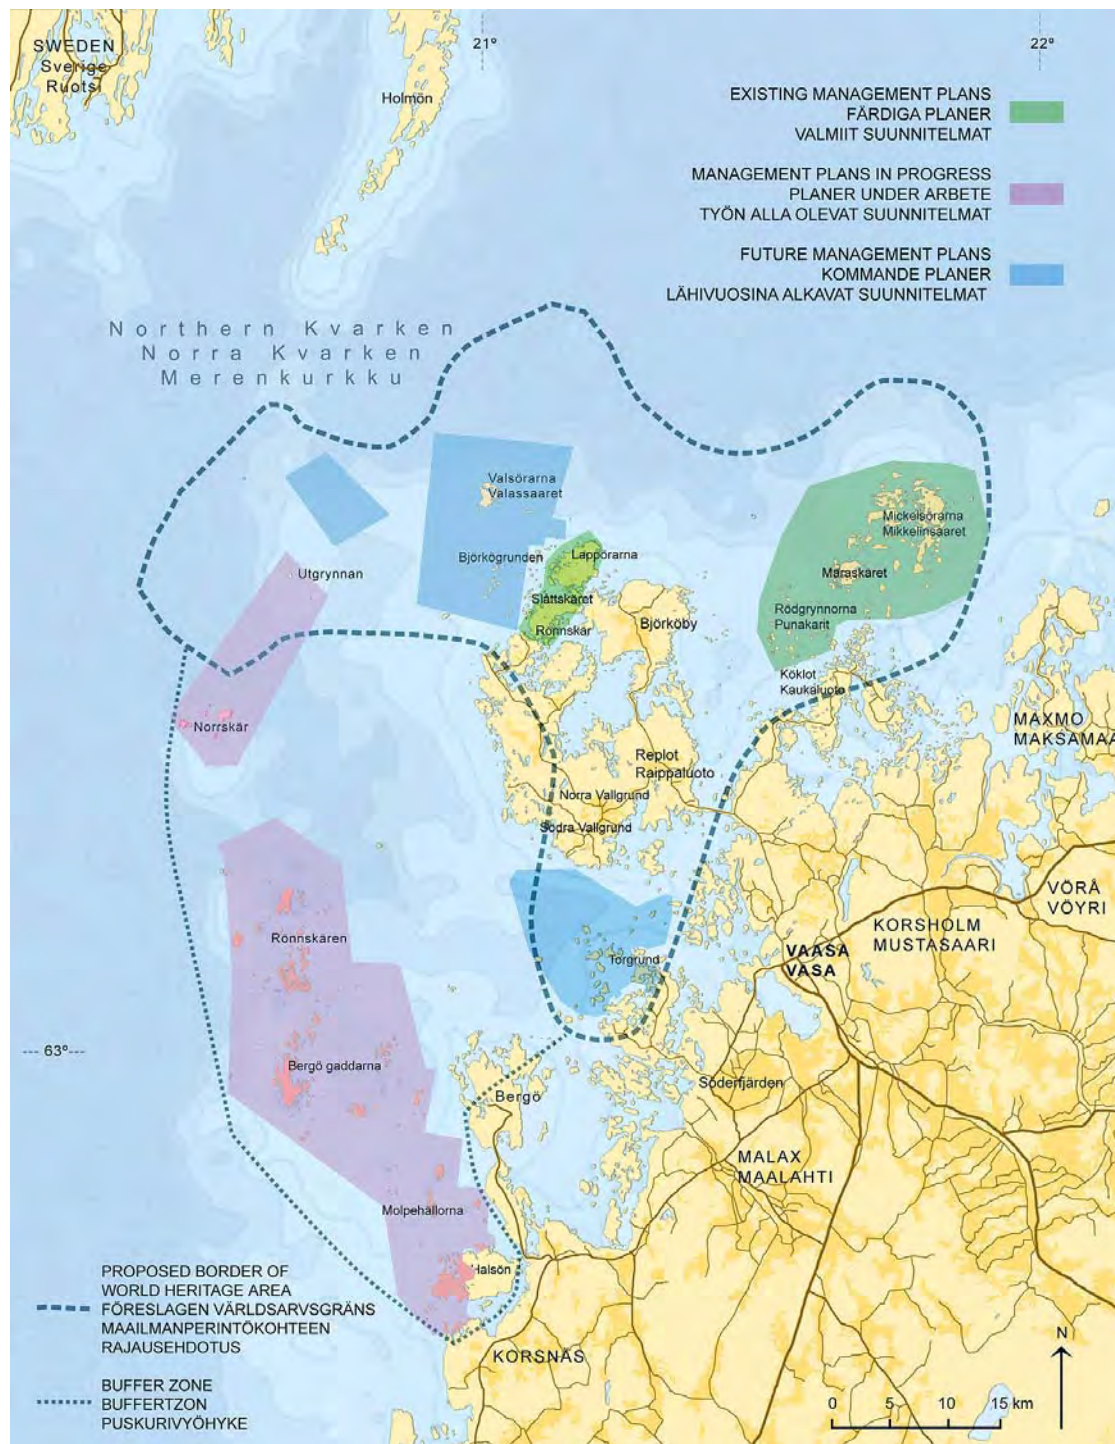 SWEDEN
Sverige
Ruotsi
21°
22°
Holmön
EXISTING MANAGEMENT PLANS
FÄRDIGA PLANER
VALMIIT SUUNNITELMAT
MANAGEMENT PLANS IN PROGRESS
PLANER UNDER ARBETE
TYÖN ALLA OLEVAT SUUNNITELMAT
FUTURE MANAGEMENT PLANS
KOMMANDE PLANER
LÄHIVUOSINA ALKAVAT SUUNNITELMAT
Northern Kvarken
Norra Kvarken
Merenkurkku
Valsörarna
Valassaaret
Björkögrunden
Lappörarna
Utgrynnan
Slåttskäret
Rönnskär
Björköby
Mickelsörarna
Mikkelinsaaret
Måraskäret
Rödgrynnorna
Punakarit
Köklot
Kaukaluoto
Norrskär
MAXMO
MAKSAMAA
Replot
Raippaluoto
Norra Vallgrund
Södra Vallgrund
VÖRÅ
VÖYRI
KORSHOLM
MUSTASAARI
Rönnskären
Torgrund
VAASA
VASA
63°
Bergö gaddarna
Bergö
Söderfjärden
MALAX
MAALAHTI
Molpehällorna
Halsön
KORSNÄS
PROPOSED BORDER OF
WORLD HERITAGE AREA
FÖRESLAGEN VÄRLDSARVSGRÄNS
MAAILMANPERINTÖKOHTEEN
RAJAUSEHDOTUS
BUFFER ZONE
BUFFERTZON
PUSKURIVYÖHYKE
N
0 5 10 15 km